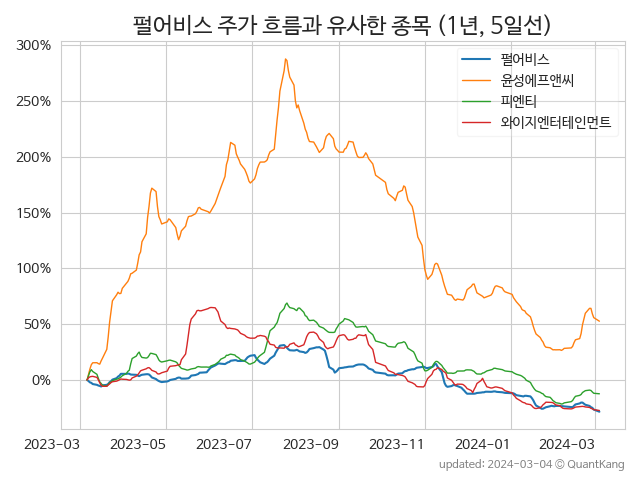 펄어비스 주가 흐름과 유사한 종목 (1년, 5일선)
펄어비스
윤성에프앤씨
피엔티
와이지엔터테인먼트
300%
250%
200%
150%
100%
50%
0%
2023-03 2023-05 2023-07 2023-09 2023-11 2024-01 2024-03
updated: 2024-03-04 © QuantKang